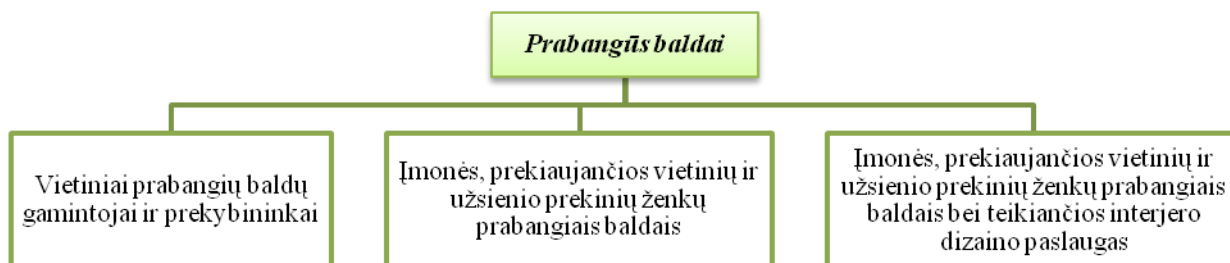 Prabangūs baldai
Vietiniai prabangių baldų
gamintojai ir prekybininkai
Įmonės, prekiaujančios vietinių ir
užsienio prekinių ženkų
prabangiais baldais
Įmonės, prekiaujančios vietinių ir
užsienio prekinių ženkų prabangiais
baldais bei teikiančios interjero
dizaino paslaugas